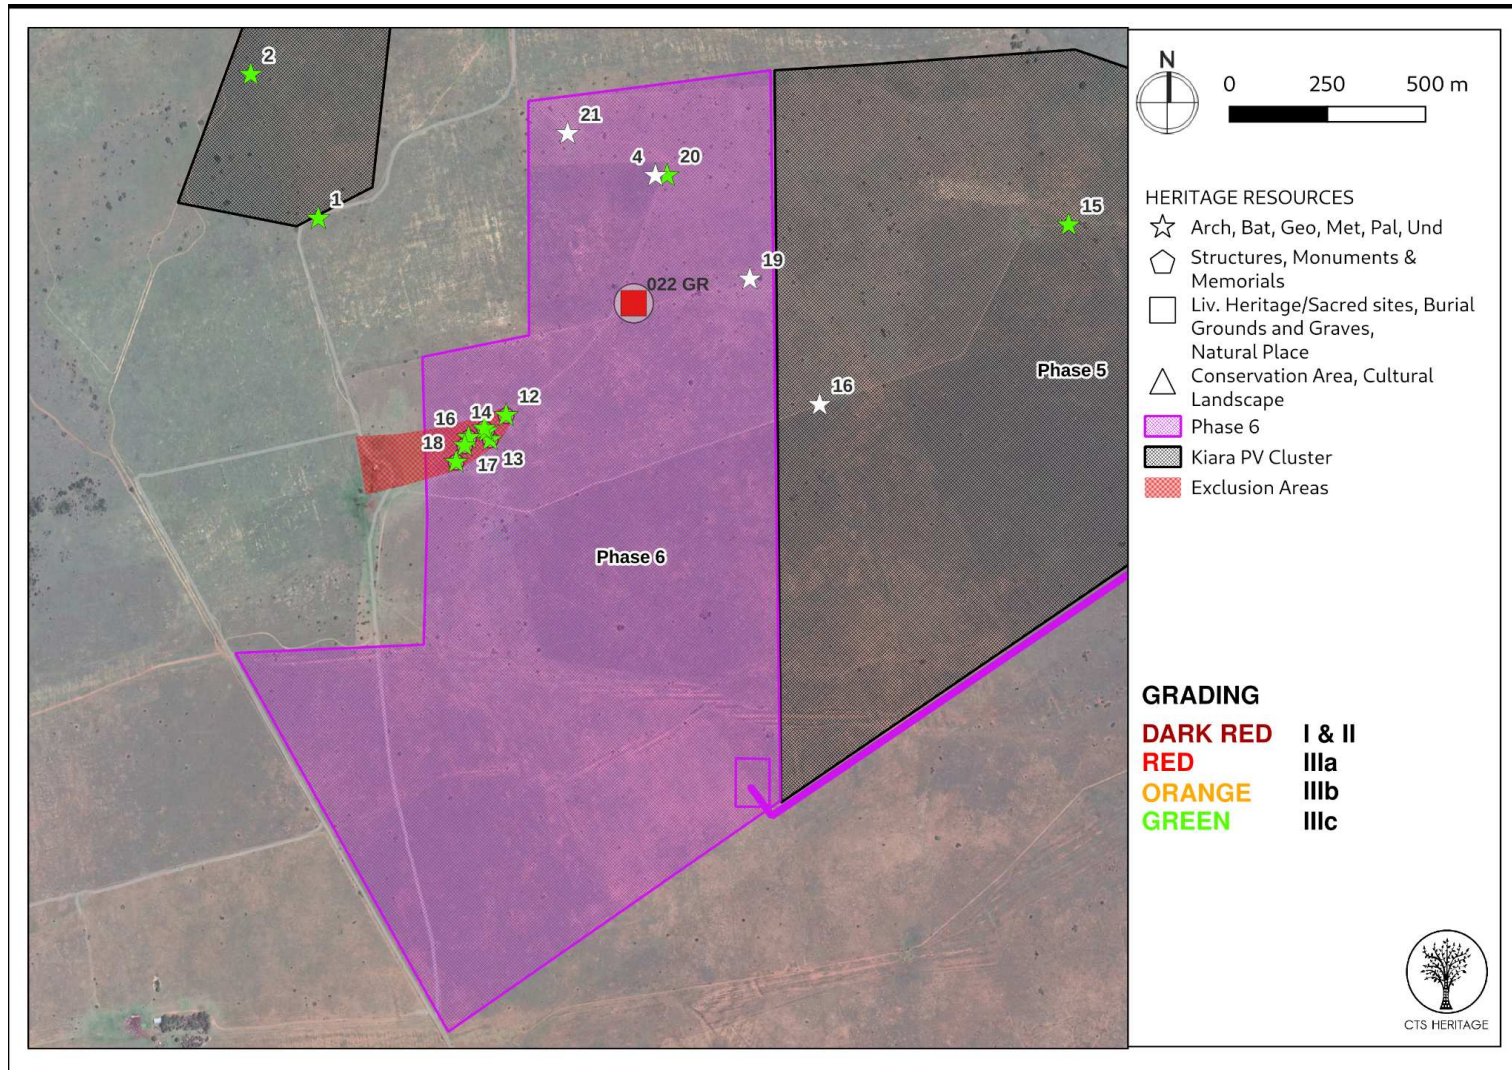 2
21
4
20
1
15
19
022 GR
Phase 5
12
16
14
16
18
17
13
Phase 6
N
0 250 500 m
HERITAGE RESOURCES
Arch, Bat, Geo, Met, Pal, Und
Structures, Monuments &
Memorials
Liv. Heritage/Sacred sites, Burial
Grounds and Graves,
Natural Place
Conservation Area, Cultural
Landscape
Phase 6
Kiara PV Cluster
Exclusion Areas
GRADING
DARK RED I & II
RED IIIa
ORANGE IIIb
GREEN IIIc
CTS HERITAGE